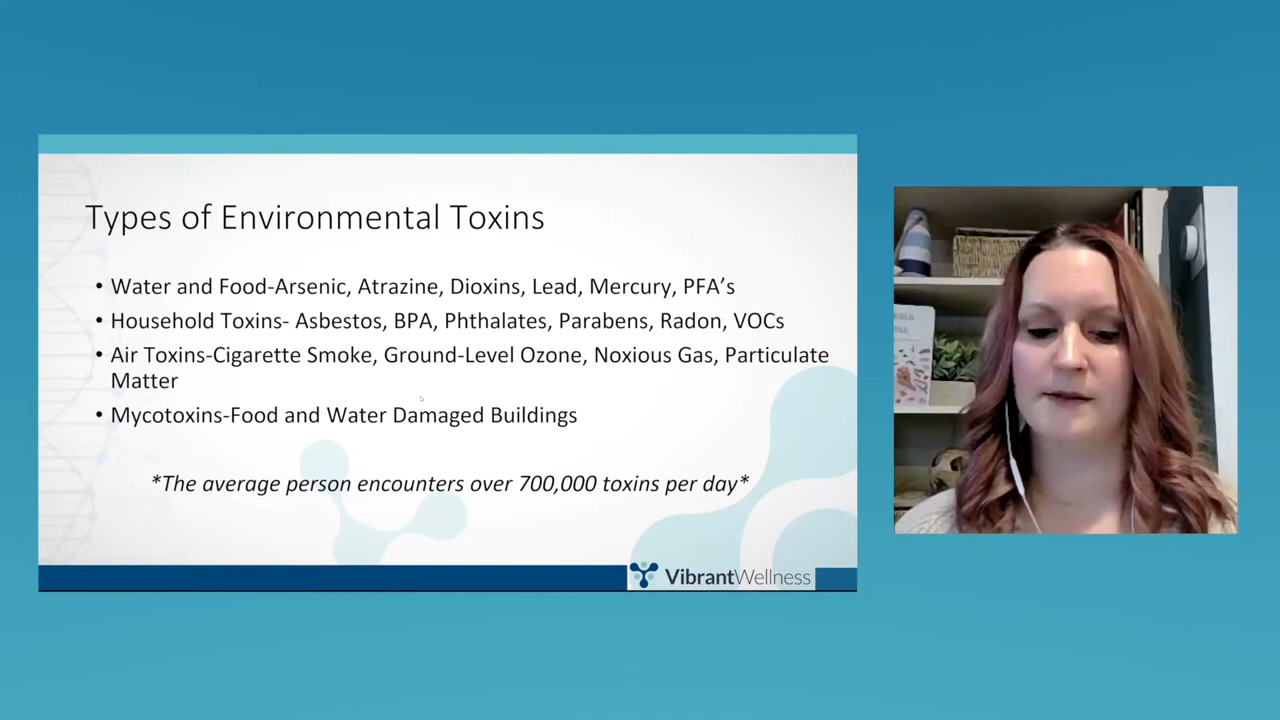 Types of Environmental Toxins
• Water and Food-Arsenic, Atrazine, Dioxins, Lead, Mercury, PFA’s
• Household Toxins- Asbestos, BPA, Phthalates, Parabens, Radon, VOCs
• Air Toxins-Cigarette Smoke, Ground-Level Ozone, Noxious Gas, Particulate
Matter
• Mycotoxins-Food and Water Damaged Buildings
*The average person encounters over 700,000 toxins per day*
VibrantWellness